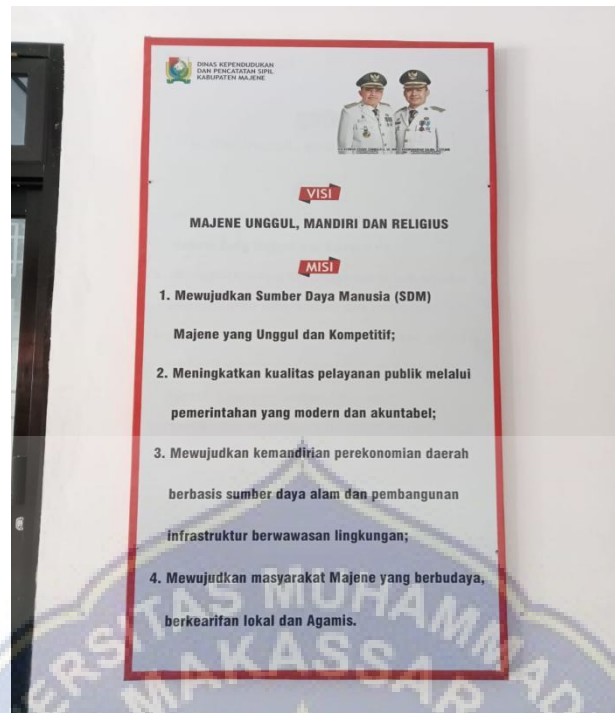 DINAS KEPENDUDUKAN
DAN PENCATATAN SIPIL
KABUPATEN MAJENE
VISI
MAJENE UNGGUL, MANDIRI DAN RELIGIUS
MISI
1. Mewujudkan Sumber Daya Manusia (SDM)
Majene yang Unggul dan Kompetitif;
2. Meningkatkan kualitas pelayanan publik melalui
pemerintahan yang modern dan akuntabel;
3. Mewujudkan kemandirian perekonomian daerah
berbasis sumber daya alam dan pembangunan
infrastruktur berwawasan lingkungan;
4. Mewujudkan masyarakat Majene yang berbudaya,
berkearifan lokal dan Agamis.
ERSITAS MUHAMMAD
MAKASSAR